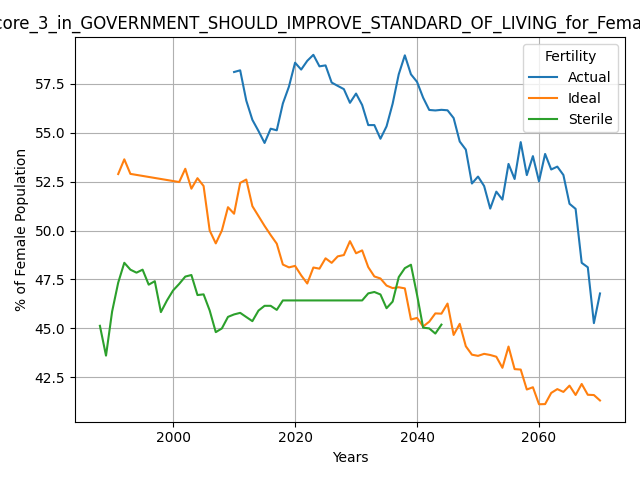 core_3_in_GOVERNMENT_SHOULD_IMPROVE_STANDARD_OF_LIVING_for_Fema
Fertility
Actual
Ideal
Sterile
% of Female Population
57.5
55.0
52.5
50.0
47.5
45.0
42.5
2000 2020 2040 2060
Years